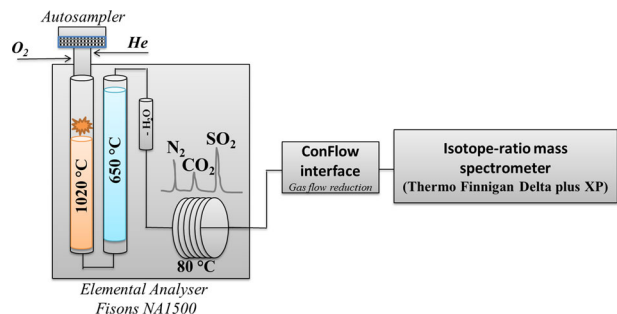 Autosampler
O2
He
1020 °C
650 °C
- H2O
N2
CO2
SO2
80 °C
ConFlow
interface
Gas flow reduction
Isotope-ratio mass
spectrometer
(Thermo Finnigan Delta plus XP)
Elemental Analyser
Fisons NA1500